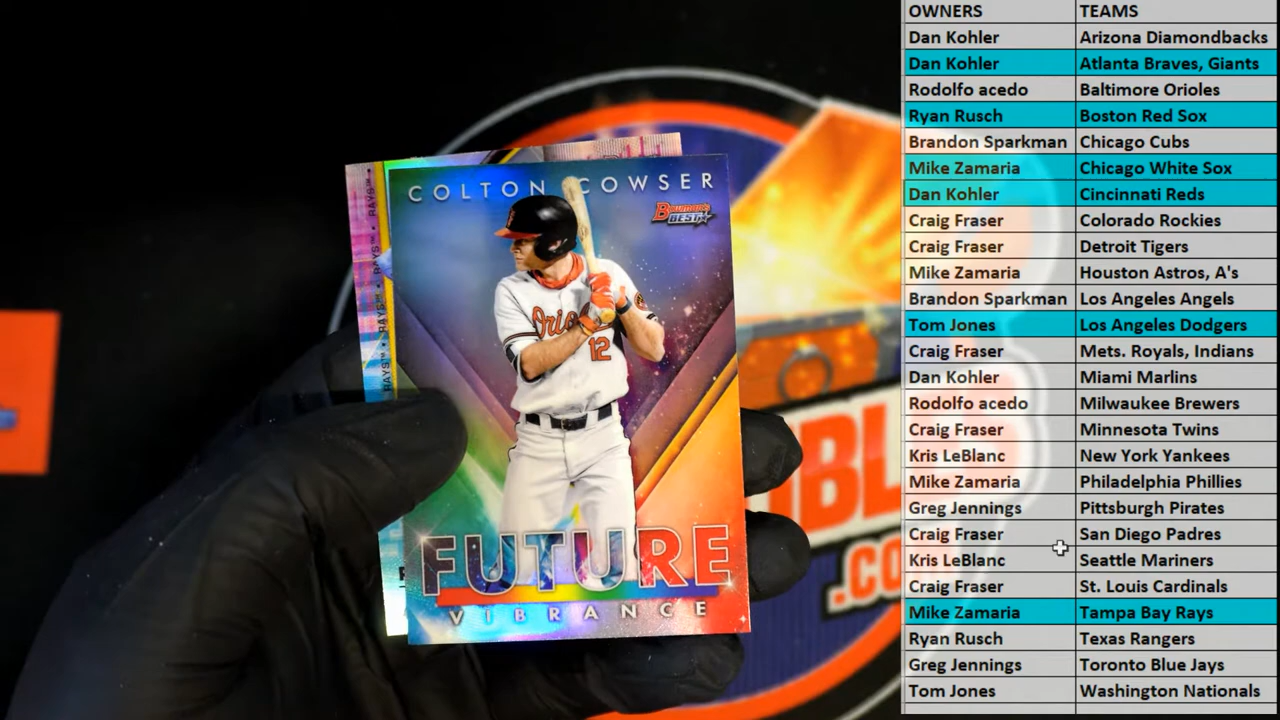 COLTON COWSER
Bowman's
BEST
Orio
12
FUTURE
VIBRANCE
RAYS™ • RAYS™ • RAYS™
IBL
.CO
OWNERS TEAMS
Dan Kohler Arizona Diamondbacks
Dan Kohler Atlanta Braves, Giants
Rodolfo acedo Baltimore Orioles
Ryan Rusch Boston Red Sox
Brandon Sparkman Chicago Cubs
Mike Zamaria Chicago White Sox
Dan Kohler Cincinnati Reds
Craig Fraser Colorado Rockies
Craig Fraser Detroit Tigers
Mike Zamaria Houston Astros, A's
Brandon Sparkman Los Angeles Angels
Tom Jones Los Angeles Dodgers
Craig Fraser Mets. Royals, Indians
Dan Kohler Miami Marlins
Rodolfo acedo Milwaukee Brewers
Craig Fraser Minnesota Twins
Kris LeBlanc New York Yankees
Mike Zamaria Philadelphia Phillies
Greg Jennings Pittsburgh Pirates
Craig Fraser San Diego Padres
Kris LeBlanc Seattle Mariners
Craig Fraser St. Louis Cardinals
Mike Zamaria Tampa Bay Rays
Ryan Rusch Texas Rangers
Greg Jennings Toronto Blue Jays
Tom Jones Washington Nationals